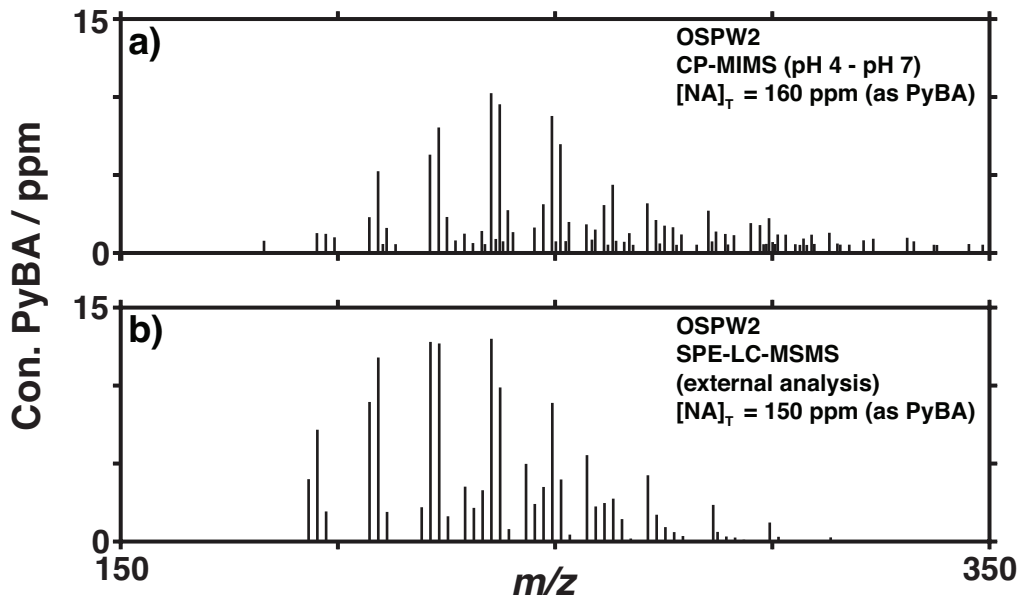 15
a)
OSPW2
CP-MIMS (pH 4 - pH 7)
[NA]T = 160 ppm (as PyBA)
0
Con. PyBA / ppm
15
b)
OSPW2
SPE-LC-MSMS
(external analysis)
[NA]T = 150 ppm (as PyBA)
0
150
m/z
350